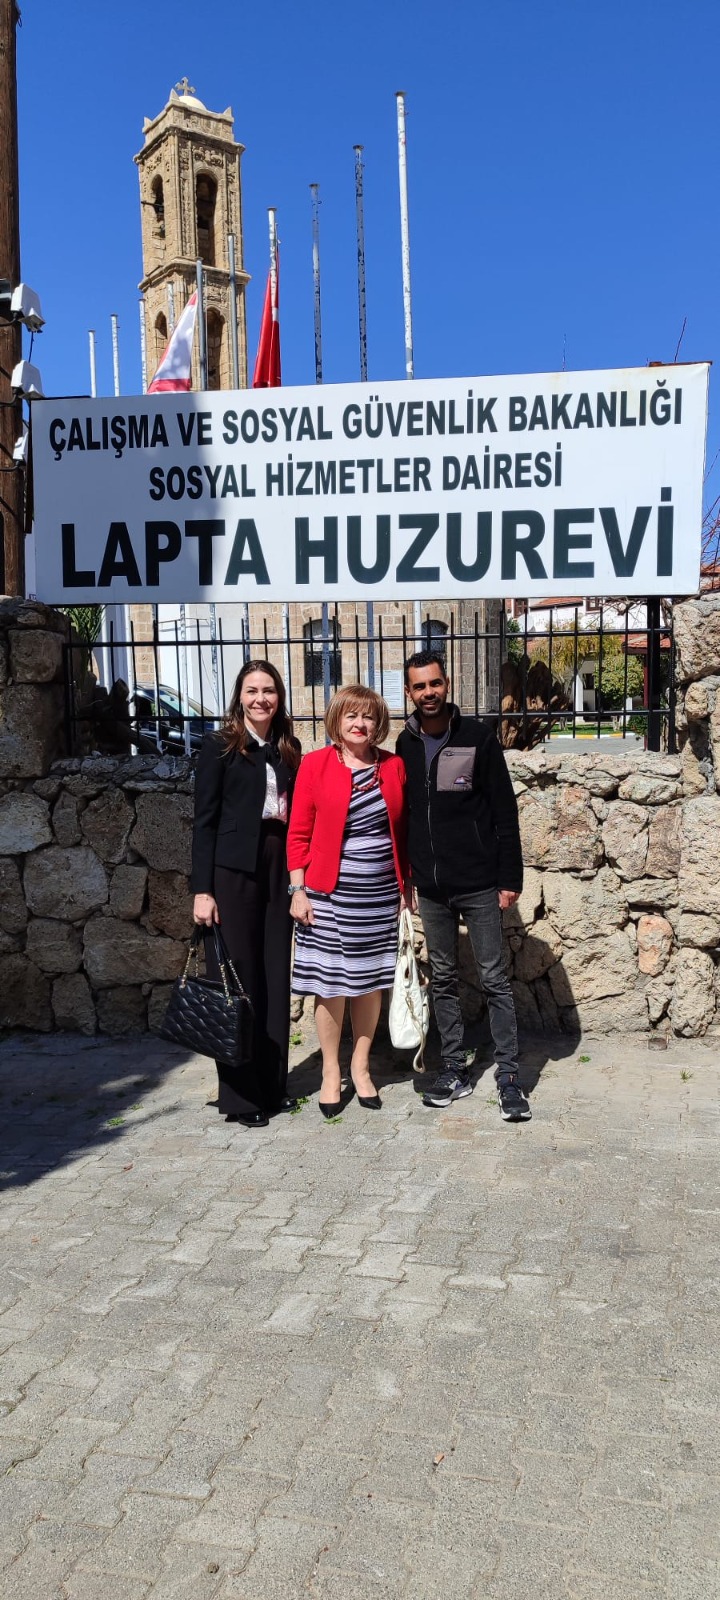 ÇALIŞMA VE SOSYAL GÜVENLİK BAKANLIĞI
SOSYAL HİZMETLER DAİRESİ
LAPTA HUZUREVİ